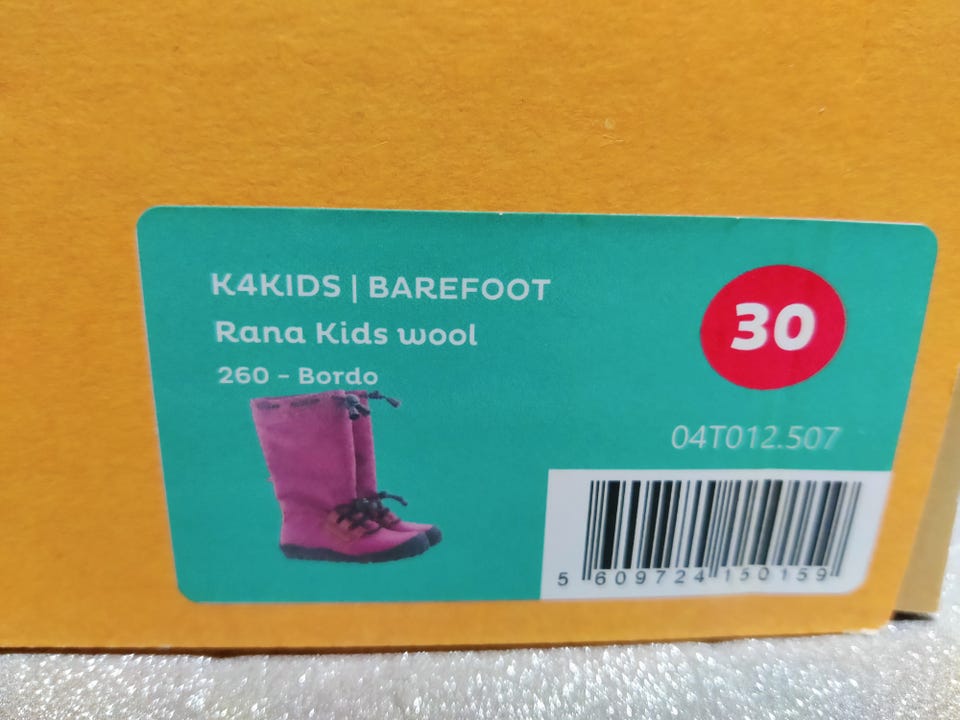 K4KIDS | BAREFOOT
Rana Kids wool
260 - Bordo
30
04T012.507
5 609724 150159